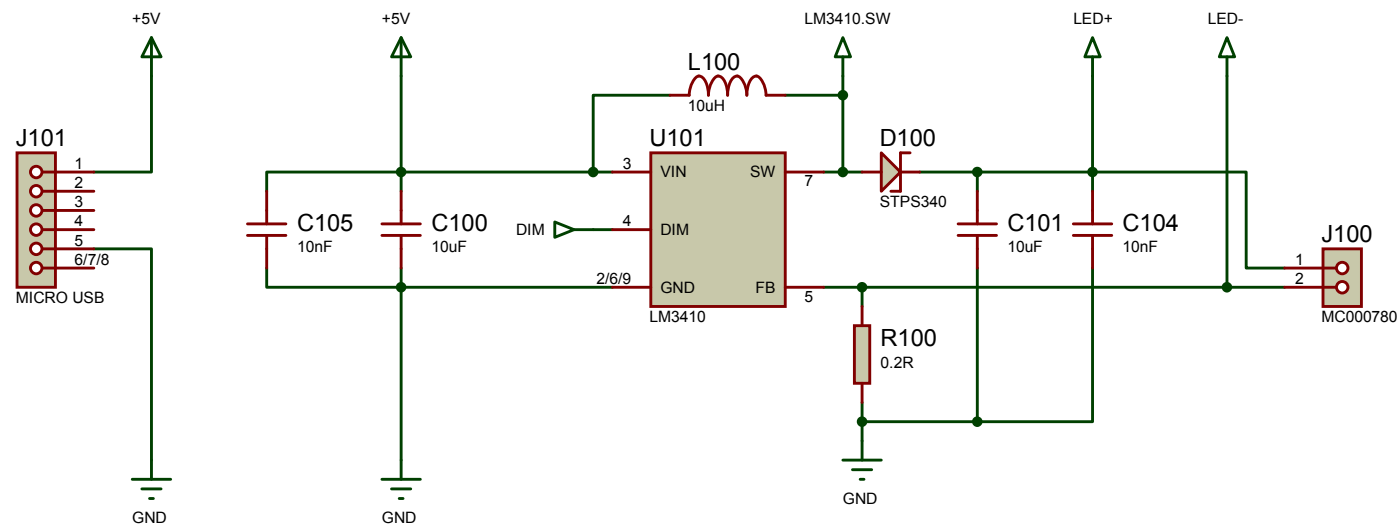 +5V
+5V
LM3410.SW
LED+
LED-
L100
10uH
J101
1
2
3
4
5
6/7/8
MICRO USB
GND
C105
10nF
C100
10uF
GND
DIM
U101
3
VIN
SW
7
4
DIM
2/6/9
GND
FB
5
LM3410
D100
STPS340
C101
10uF
C104
10nF
R100
0.2R
GND
J100
1
2
MC000780